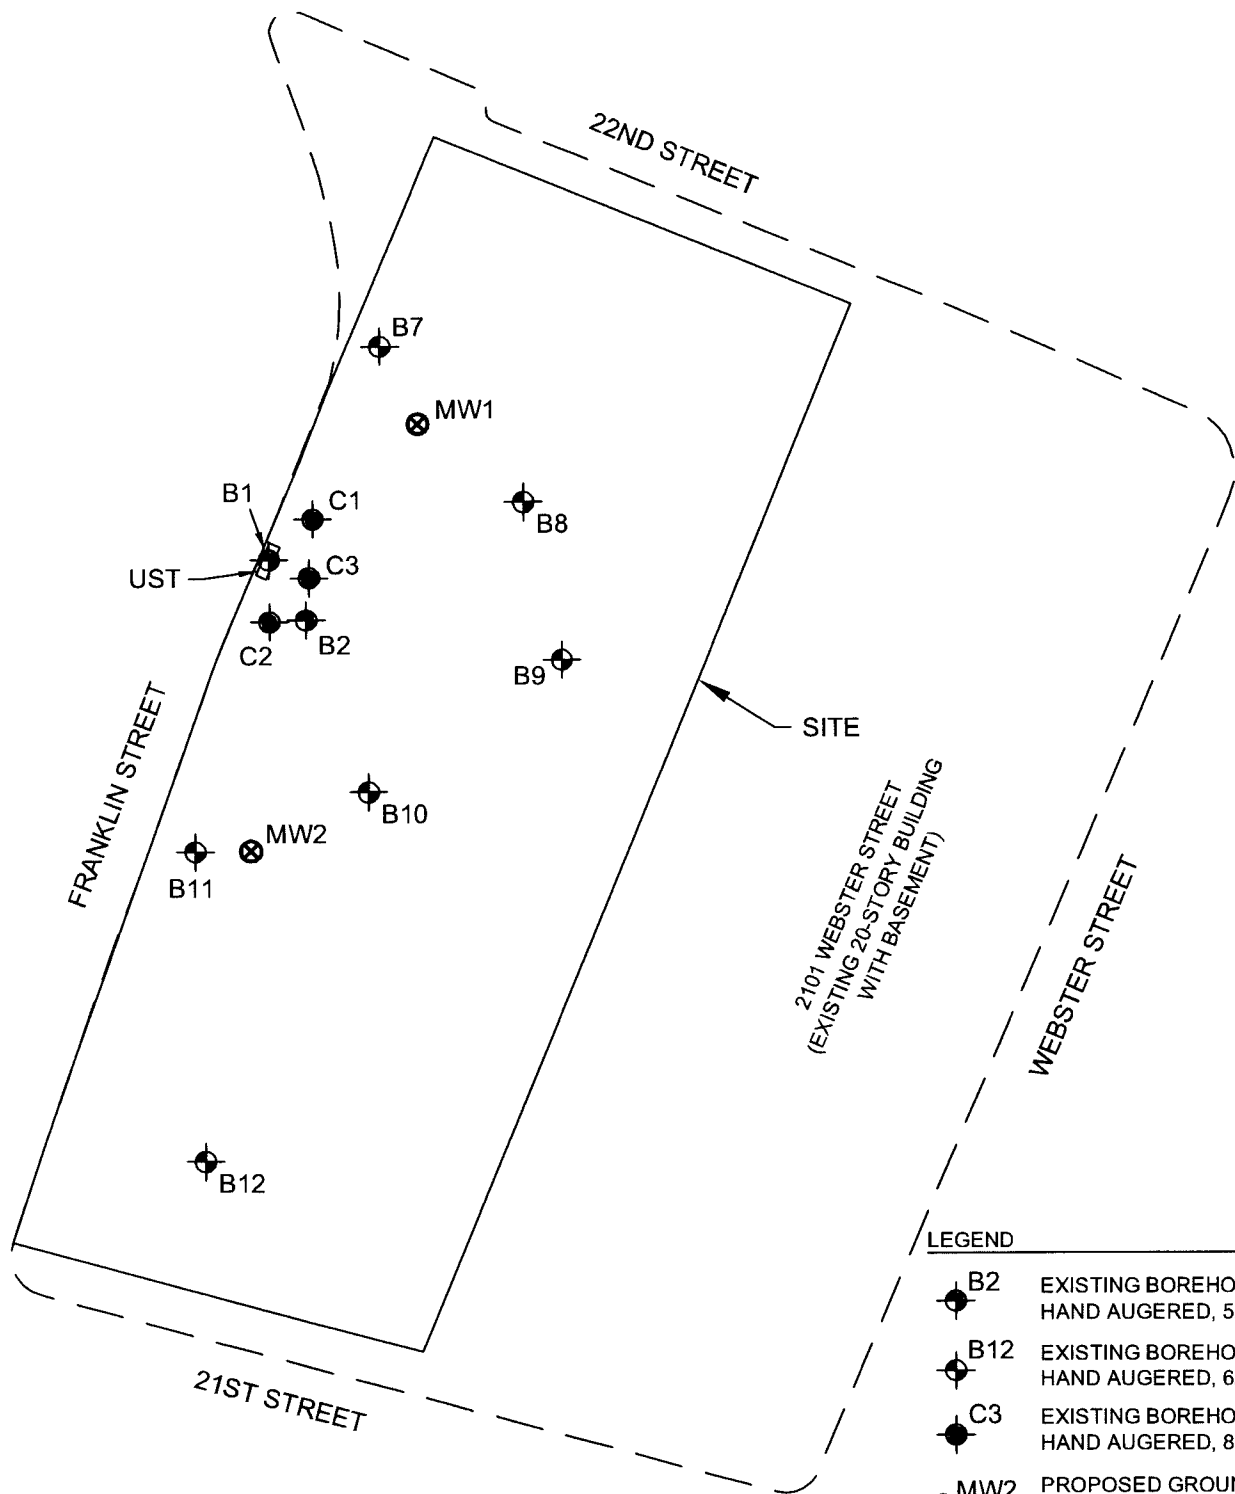 22ND STREET
B7
MW1
B1
C1
B8
UST
C3
C2
B2
B9
SITE
FRANKLIN STREET
B10
MW2
B11
2101 WEBSTER STREET
(EXISTING 20-STORY BUILDING
WITH BASEMENT)
WEBSTER STREET
B12
21ST STREET
LEGEND
B2 EXISTING BOREHO
HAND AUGERED, 5
B12 EXISTING BOREHO
HAND AUGERED, 6
C3 EXISTING BOREHO
HAND AUGERED, 8
MW2 PROPOSED GROUN